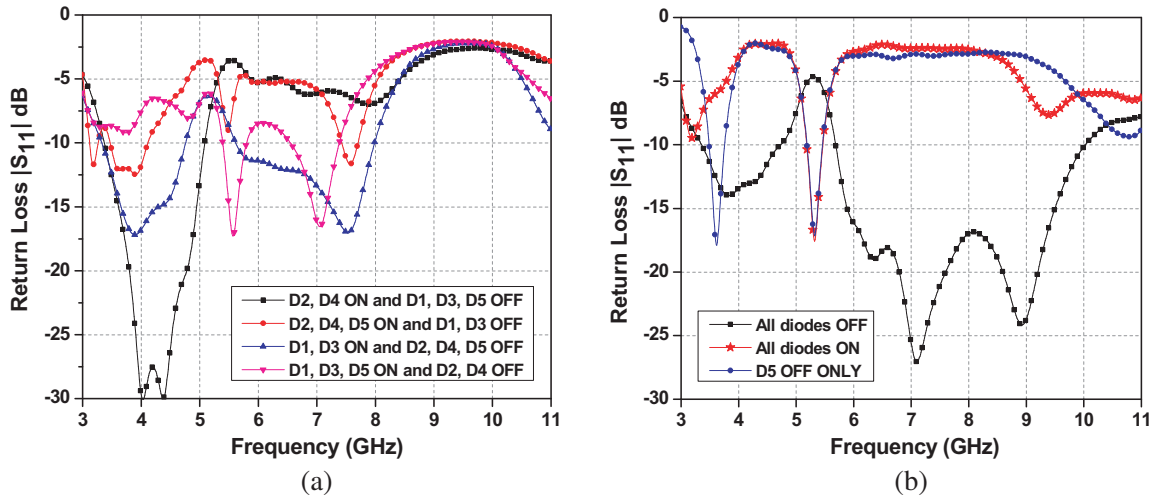 0
-5
-10
-15
-20
-25
-30
Return Loss |S11| dB
D2, D4 ON and D1, D3, D5 OFF
D2, D4, D5 ON and D1, D3 OFF
D1, D3 ON and D2, D4, D5 OFF
D1, D3, D5 ON and D2, D4 OFF
3 4 5 6 7 8 9 10 11
Frequency (GHz)
(a)
0
-5
-10
-15
-20
-25
-30
Return Loss |S11| dB
All diodes OFF
All diodes ON
D5 OFF ONLY
3 4 5 6 7 8 9 10 11
Frequency (GHz)
(b)